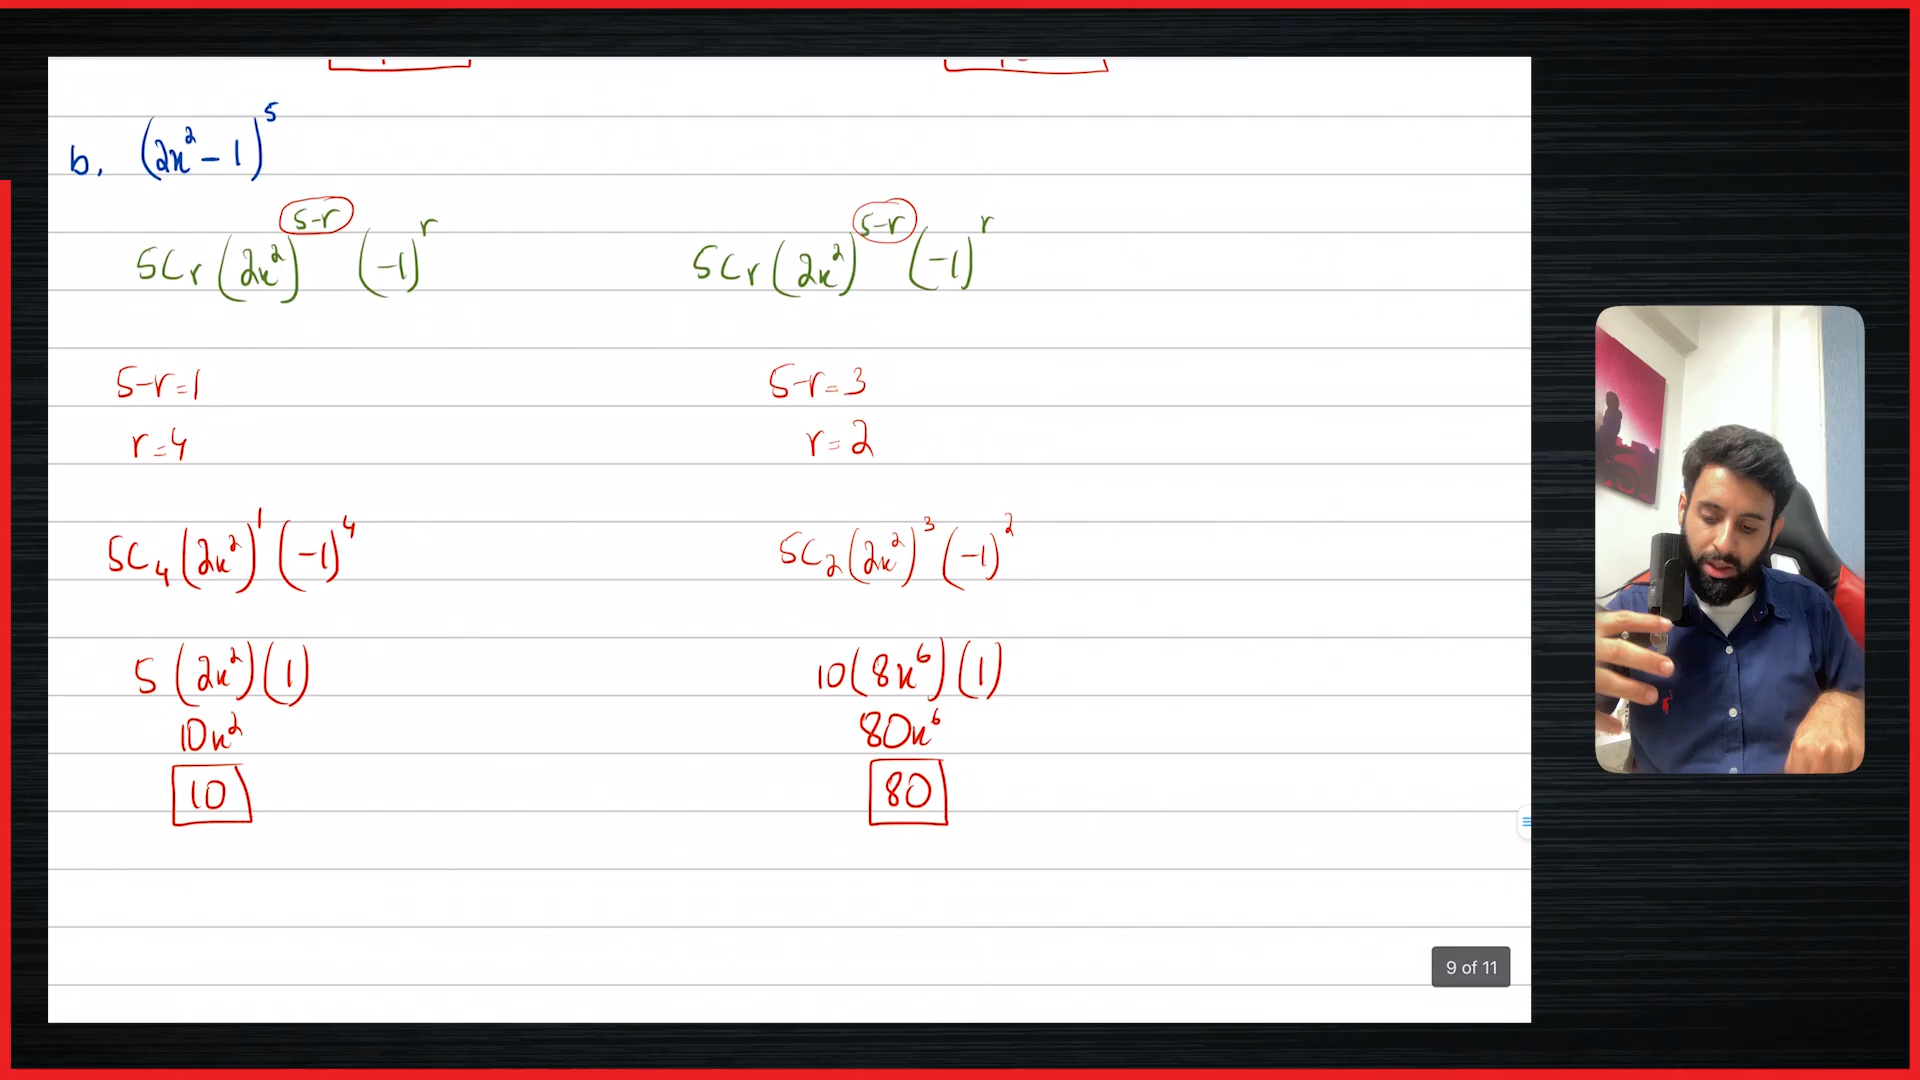 b, (2x² - 1)⁵
5Cr (2x²)⁵⁻ʳ (-1)ʳ
5-r=1
r=4
5C₄ (2x²)¹ (-1)⁴
5 (2x²)(1)
10x²
10
5Cr (2x²)⁵⁻ʳ (-1)ʳ
5-r=3
r=2
5C₂ (2x²)³ (-1)²
10(8x⁶)(1)
80x⁶
80
9 of 11